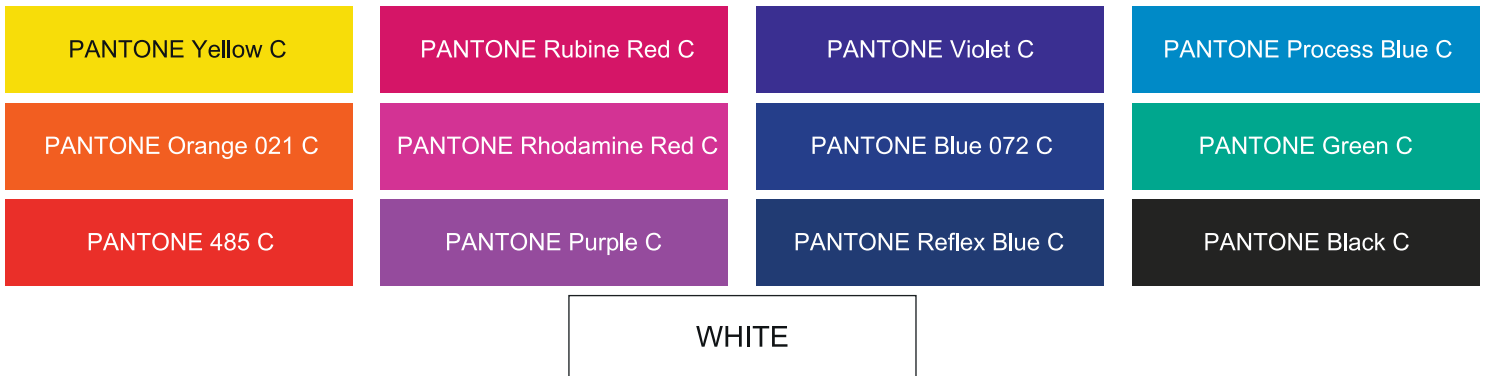 PANTONE Yellow C
PANTONE Rubine Red C
PANTONE Violet C
PANTONE Process Blue C
PANTONE Orange 021 C
PANTONE Rhodamine Red C
PANTONE Blue 072 C
PANTONE Green C
PANTONE 485 C
PANTONE Purple C
PANTONE Reflex Blue C
PANTONE Black C
WHITE